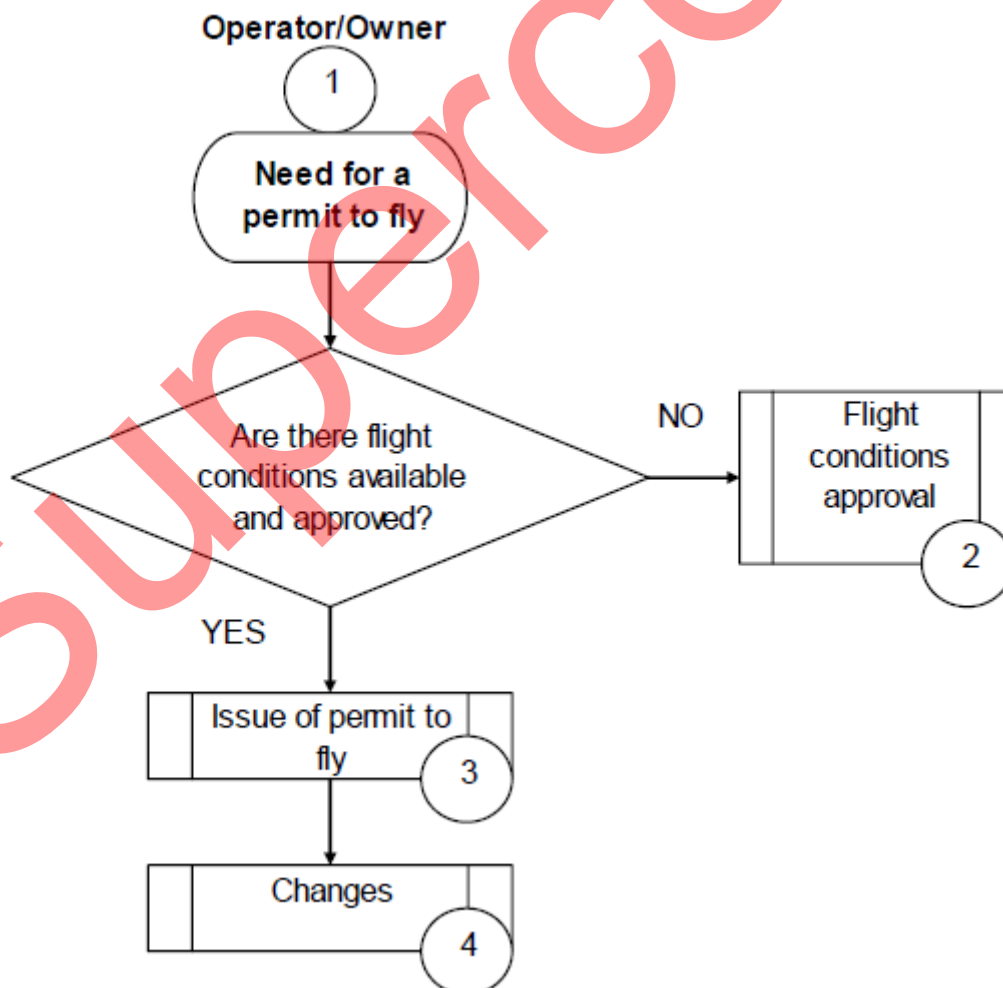 Operator/Owner
1
Need for a
permit to fly
Are there flight
conditions available
and approved?
NO
Flight
conditions
approval
2
YES
Issue of permit to
fly
3
Changes
4
Superce